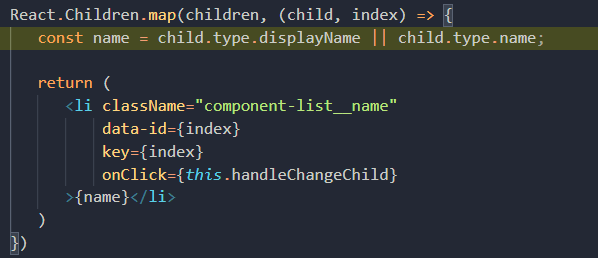 React.Children.map(children, (child, index) => {
const name = child.type.displayName || child.type.name;
return (
<li className="component-list__name"
data-id={index}
key={index}
onClick={this.handleChangeChild}
>{name}</li>
)
})